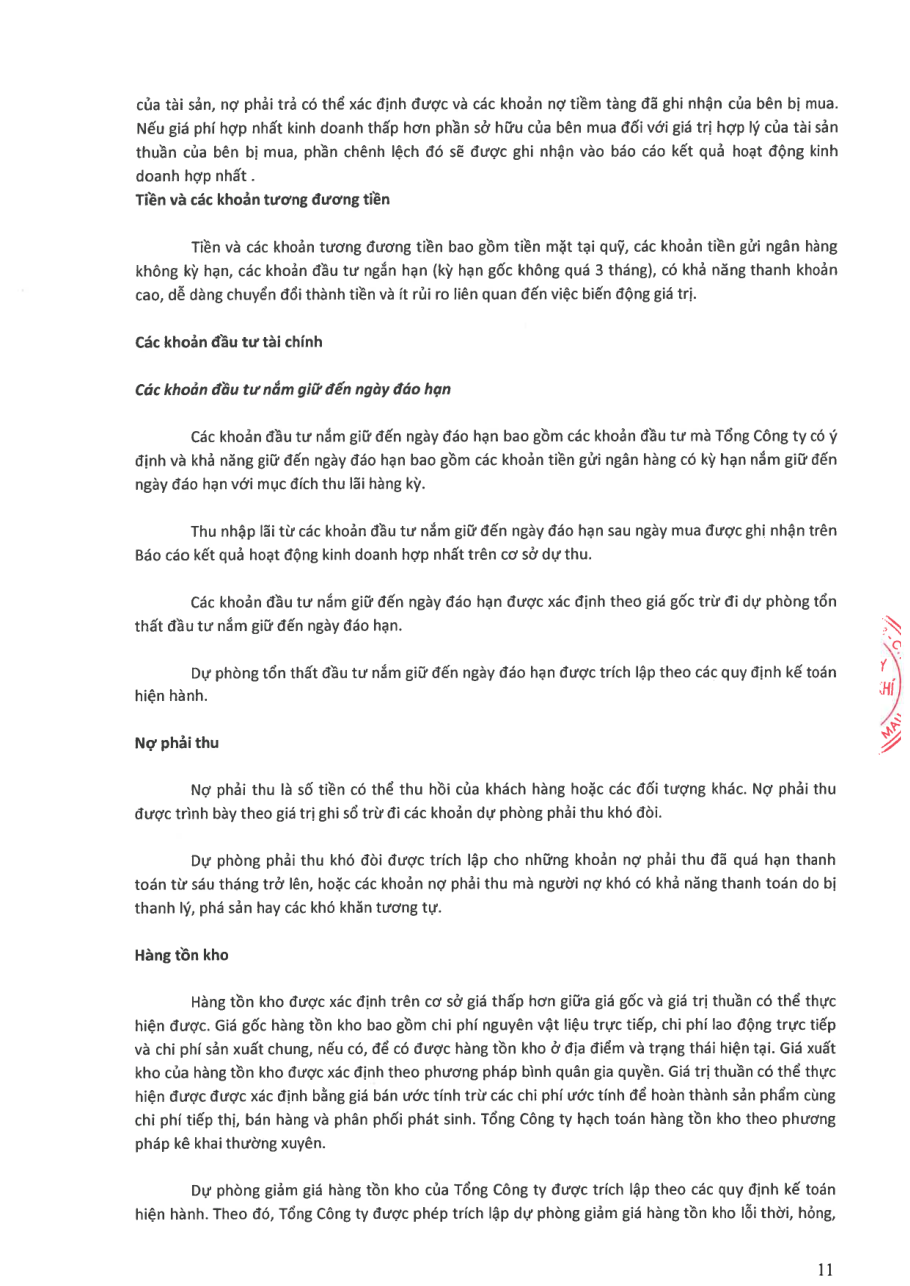 của tài sản, nợ phải trả có thể xác định được và các khoản nợ tiềm tàng đã ghi nhận của bên bị mua.
Nếu giá phí hợp nhất kinh doanh thấp hơn phần sở hữu của bên mua đối với giá trị hợp lý của tài sản
thuần của bên bị mua, phần chênh lệch đó sẽ được ghi nhận vào báo cáo kết quả hoạt động kinh
doanh hợp nhất .
Tiền và các khoản tương đương tiền
Tiền và các khoản tương đương tiền bao gồm tiền mặt tại quỹ, các khoản tiền gửi ngân hàng
không kỳ hạn, các khoản đầu tư ngắn hạn (kỳ hạn gốc không quá 3 tháng), có khả năng thanh khoản
cao, dễ dàng chuyển đổi thành tiền và ít rủi ro liên quan đến việc biến động giá trị.
Các khoản đầu tư tài chính
Các khoản đầu tư nắm giữ đến ngày đáo hạn
Các khoản đầu tư nắm giữ đến ngày đáo hạn bao gồm các khoản đầu tư mà Tổng Công ty có ý
định và khả năng giữ đến ngày đáo hạn bao gồm các khoản tiền gửi ngân hàng có kỳ hạn nắm giữ đến
ngày đáo hạn với mục đích thu lãi hàng kỳ.
Thu nhập lãi từ các khoản đầu tư nắm giữ đến ngày đáo hạn sau ngày mua được ghi nhận trên
Báo cáo kết quả hoạt động kinh doanh hợp nhất trên cơ sở dự thu.
Các khoản đầu tư nắm giữ đến ngày đáo hạn được xác định theo giá gốc trừ đi dự phòng tổn
thất đầu tư nắm giữ đến ngày đáo hạn.
Dự phòng tổn thất đầu tư nắm giữ đến ngày đáo hạn được trích lập theo các quy định kế toán
hiện hành.
Nợ phải thu
Nợ phải thu là số tiền có thể thu hồi của khách hàng hoặc các đối tượng khác. Nợ phải thu
được trình bày theo giá trị ghi sổ trừ đi các khoản dự phòng phải thu khó đòi.
Dự phòng phải thu khó đòi được trích lập cho những khoản nợ phải thu đã quá hạn thanh
toán từ sáu tháng trở lên, hoặc các khoản nợ phải thu mà người nợ khó có khả năng thanh toán do bị
thanh lý, phá sản hay các khó khăn tương tự.
Hàng tồn kho
Hàng tồn kho được xác định trên cơ sở giá thấp hơn giữa giá gốc và giá trị thuần có thể thực
hiện được. Giá gốc hàng tồn kho bao gồm chi phí nguyên vật liệu trực tiếp, chi phí lao động trực tiếp
và chi phí sản xuất chung, nếu có, để có được hàng tồn kho ở địa điểm và trạng thái hiện tại. Giá xuất
kho của hàng tồn kho được xác định theo phương pháp bình quân gia quyền. Giá trị thuần có thể thực
hiện được được xác định bằng giá bán ước tính trừ các chi phí ước tính để hoàn thành sản phẩm cùng
chi phí tiếp thị, bán hàng và phân phối phát sinh. Tổng Công ty hạch toán hàng tồn kho theo phương
pháp kê khai thường xuyên.
Dự phòng giảm giá hàng tồn kho của Tổng Công ty được trích lập theo các quy định kế toán
hiện hành. Theo đó, Tổng Công ty được phép trích lập dự phòng giảm giá hàng tồn kho lỗi thời, hỏng,
11